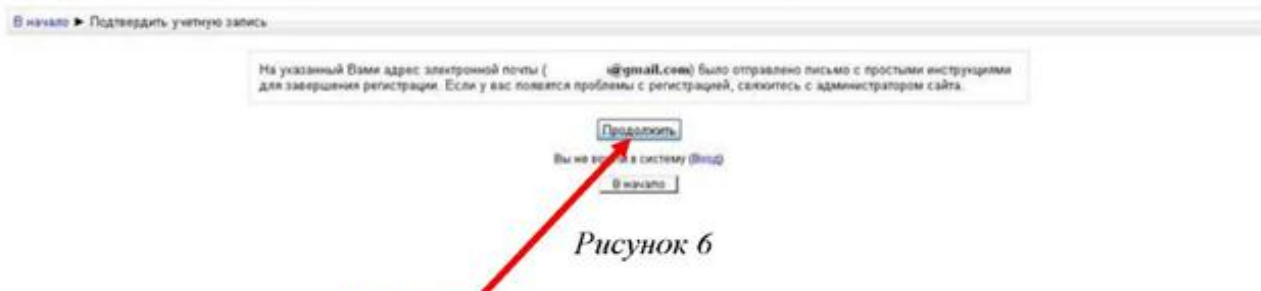 В начало ► Подтвердить учетную запись
На указанный Вами адрес электронной почты ( @gmail.com) было отправлено письмо с простыми инструкциями
для завершения регистрации. Если у вас появятся проблемы с регистрацией, свяжитесь с администратором сайта.
Продолжить
Вы не в систему (Вход)
В начало
Рисунок 6